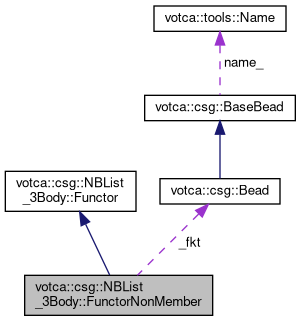 votca::tools::Name
name_
votca::csg::BaseBead
votca::csg::NBList
_3Body::Functor
votca::csg::Bead
_fkt
votca::csg::NBList
_3Body::FunctorNonMember